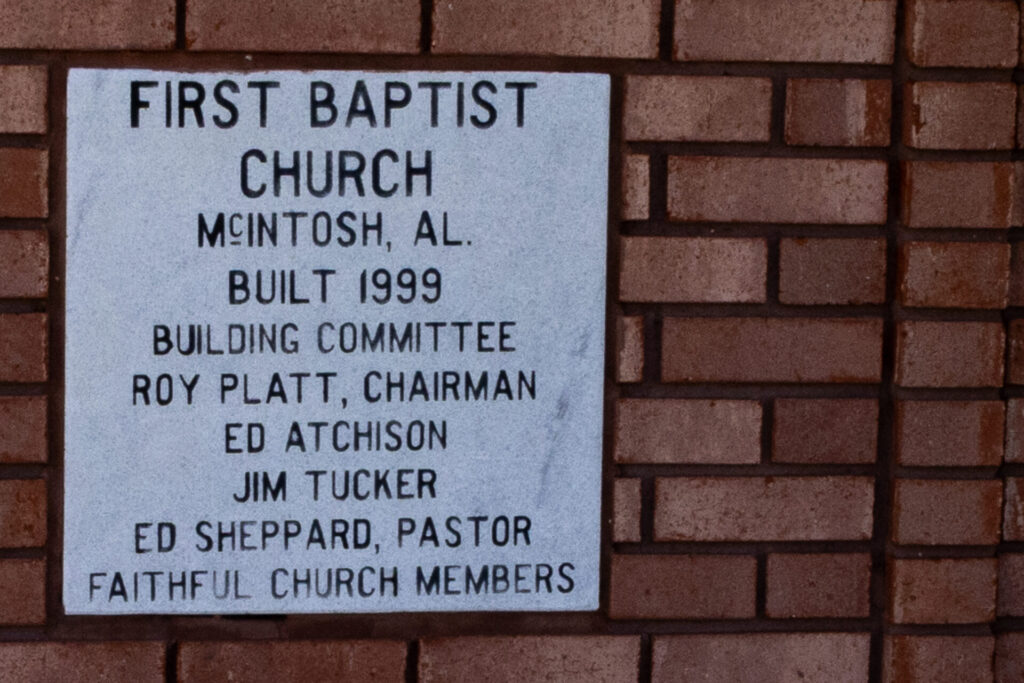 FIRST BAPTIST
CHURCH
McINTOSH, AL.
BUILT 1999
BUILDING COMMITTEE
ROY PLATT, CHAIRMAN
ED ATCHISON
JIM TUCKER
ED SHEPPARD, PASTOR
FAITHFUL CHURCH MEMBERS